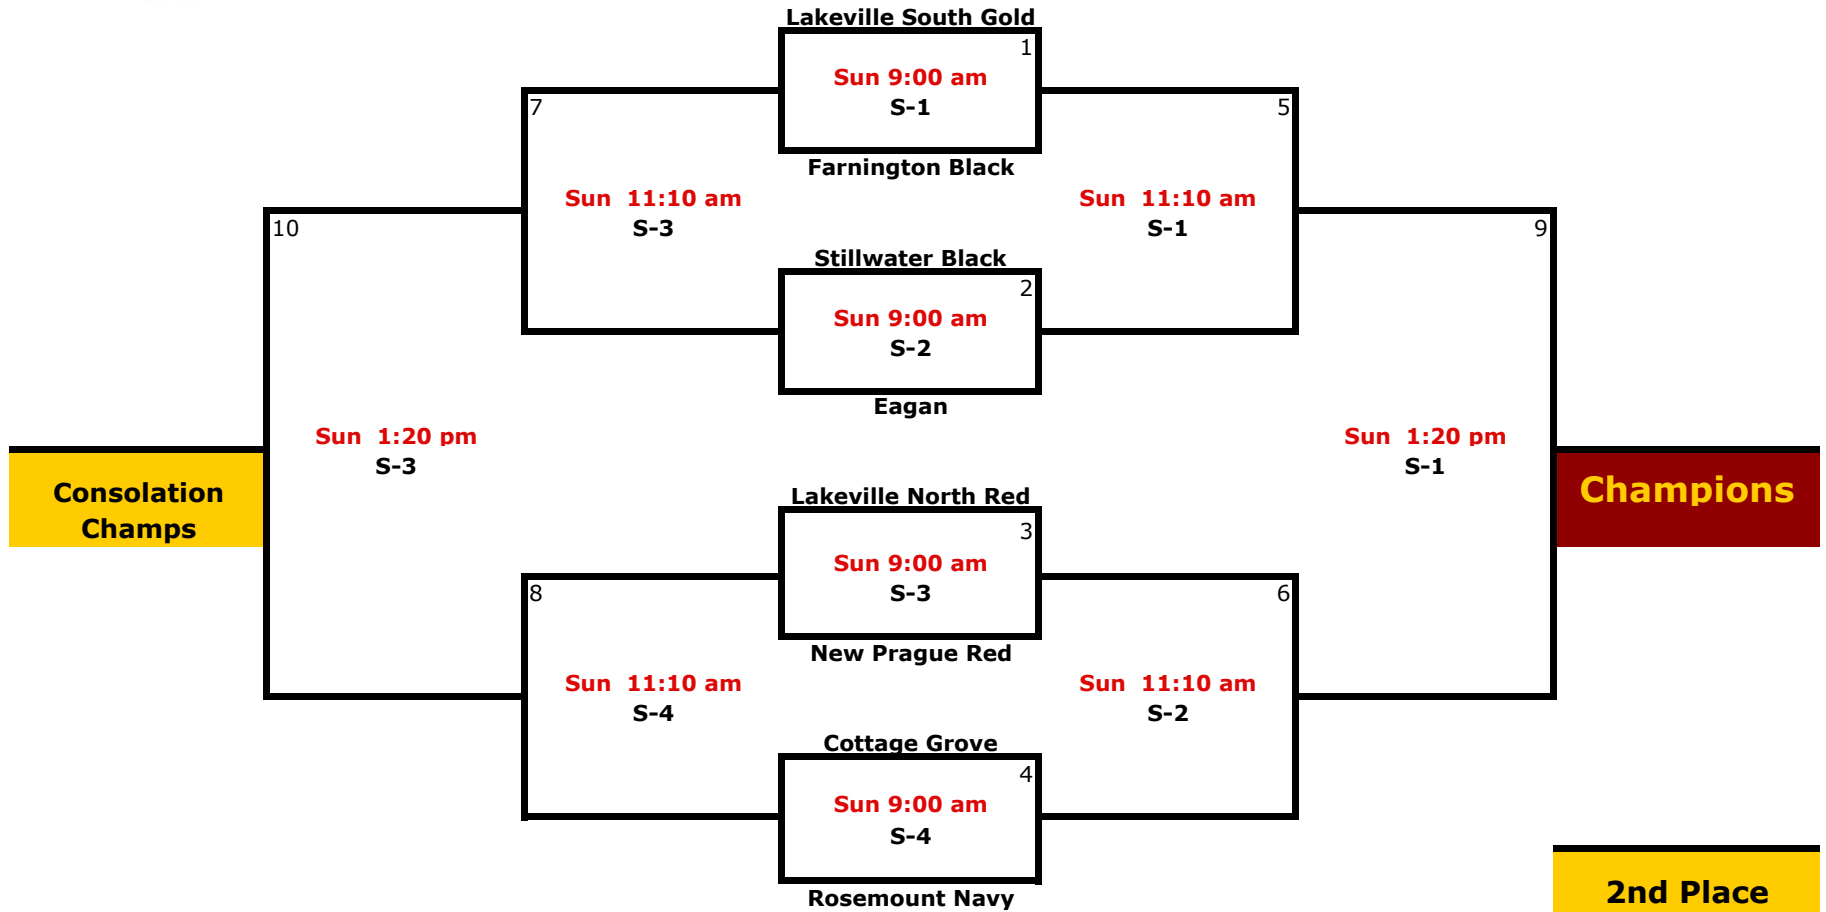 Lakeville South Gold
1
Sun 9:00 am
S-1
Farnington Black
7
5
Sun 11:10 am
S-3
Sun 11:10 am
S-1
10
9
Stillwater Black
2
Sun 9:00 am
S-2
Eagan
Sun 1:20 pm
S-3
Sun 1:20 pm
S-1
Consolation
Champs
Champions
Lakeville North Red
3
Sun 9:00 am
S-3
New Prague Red
8
6
Sun 11:10 am
S-4
Sun 11:10 am
S-2
Cottage Grove
4
Sun 9:00 am
S-4
Rosemount Navy
2nd Place